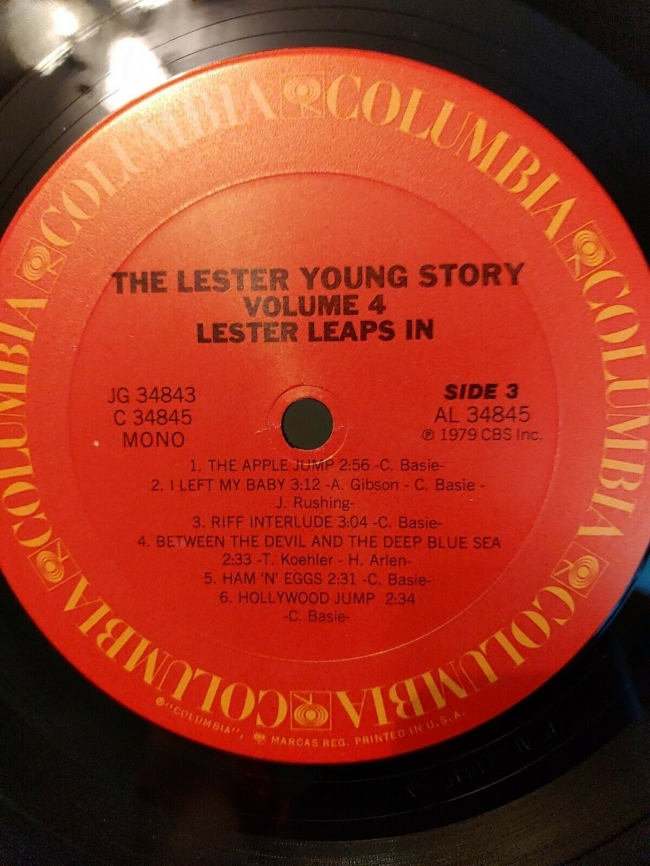 COLUMBIA COLUMBIA COLUMBIA COLUMBIA COLUMBIA COLUMBIA COLUMBIA COLUMBIA
THE LESTER YOUNG STORY
VOLUME 4
LESTER LEAPS IN
JG 34843
C 34845
MONO
SIDE 3
AL 34845
℗ 1979 CBS Inc.
1. THE APPLE JUMP 2:56 -C. Basie-
2. I LEFT MY BABY 3:12 -A. Gibson - C. Basie -
J. Rushing-
3. RIFF INTERLUDE 3:04 -C. Basie-
4. BETWEEN THE DEVIL AND THE DEEP BLUE SEA
2:33 -T. Koehler - H. Arlen-
5. HAM 'N' EGGS 2:31 -C. Basie-
6. HOLLYWOOD JUMP 2:34
-C. Basie-
®"COLUMBIA", MARCAS REG. PRINTED IN U.S.A.